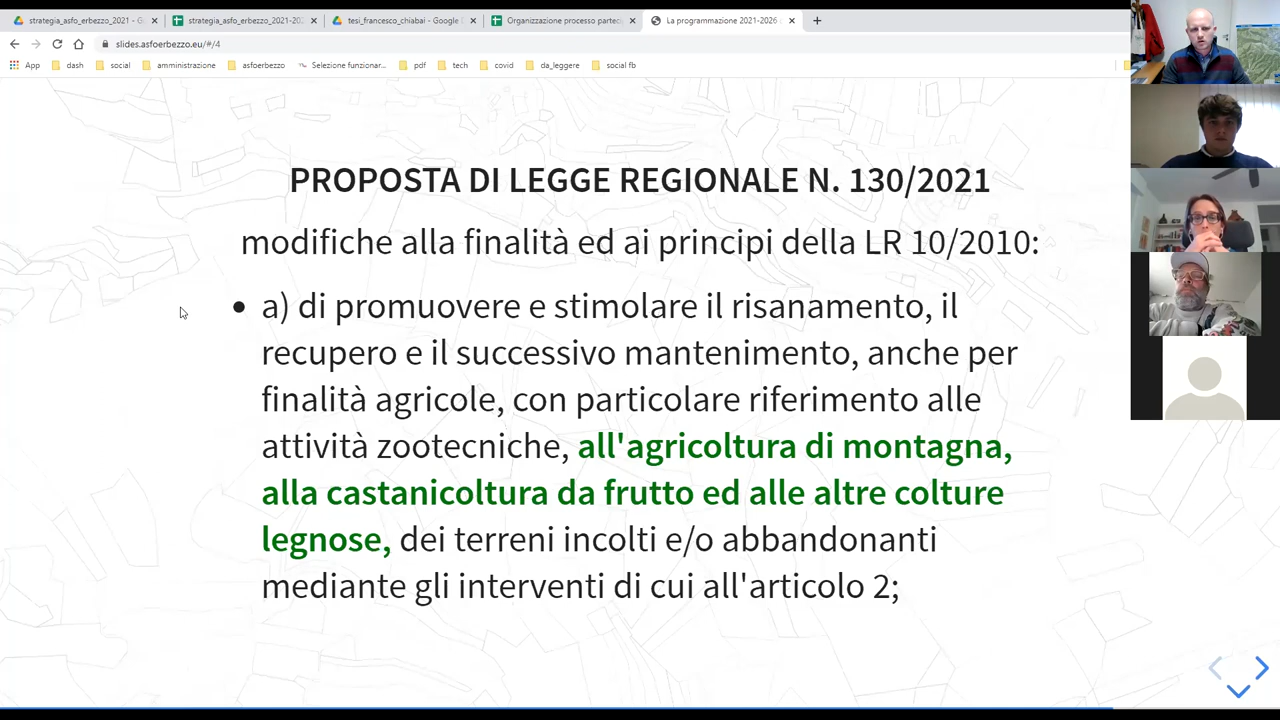 strategia_asfo_erbezzo_2021 - G
strategia_asfo_erbezzo_2021-202
tesi_francesco_chiabai - Google D
Organizzazione processo parteci
La programmazione 2021-2026 d
slides.asfoerbezzo.eu/#/4
App dash social amministrazione asfoerbezzo Selezione funzionar... pdf tech covid da_leggere social fb
PROPOSTA DI LEGGE REGIONALE N. 130/2021
modifiche alla finalità ed ai principi della LR 10/2010:
• a) di promuovere e stimolare il risanamento, il
recupero e il successivo mantenimento, anche per
finalità agricole, con particolare riferimento alle
attività zootecniche, all'agricoltura di montagna,
alla castanicoltura da frutto ed alle altre colture
legnose, dei terreni incolti e/o abbandonanti
mediante gli interventi di cui all'articolo 2;